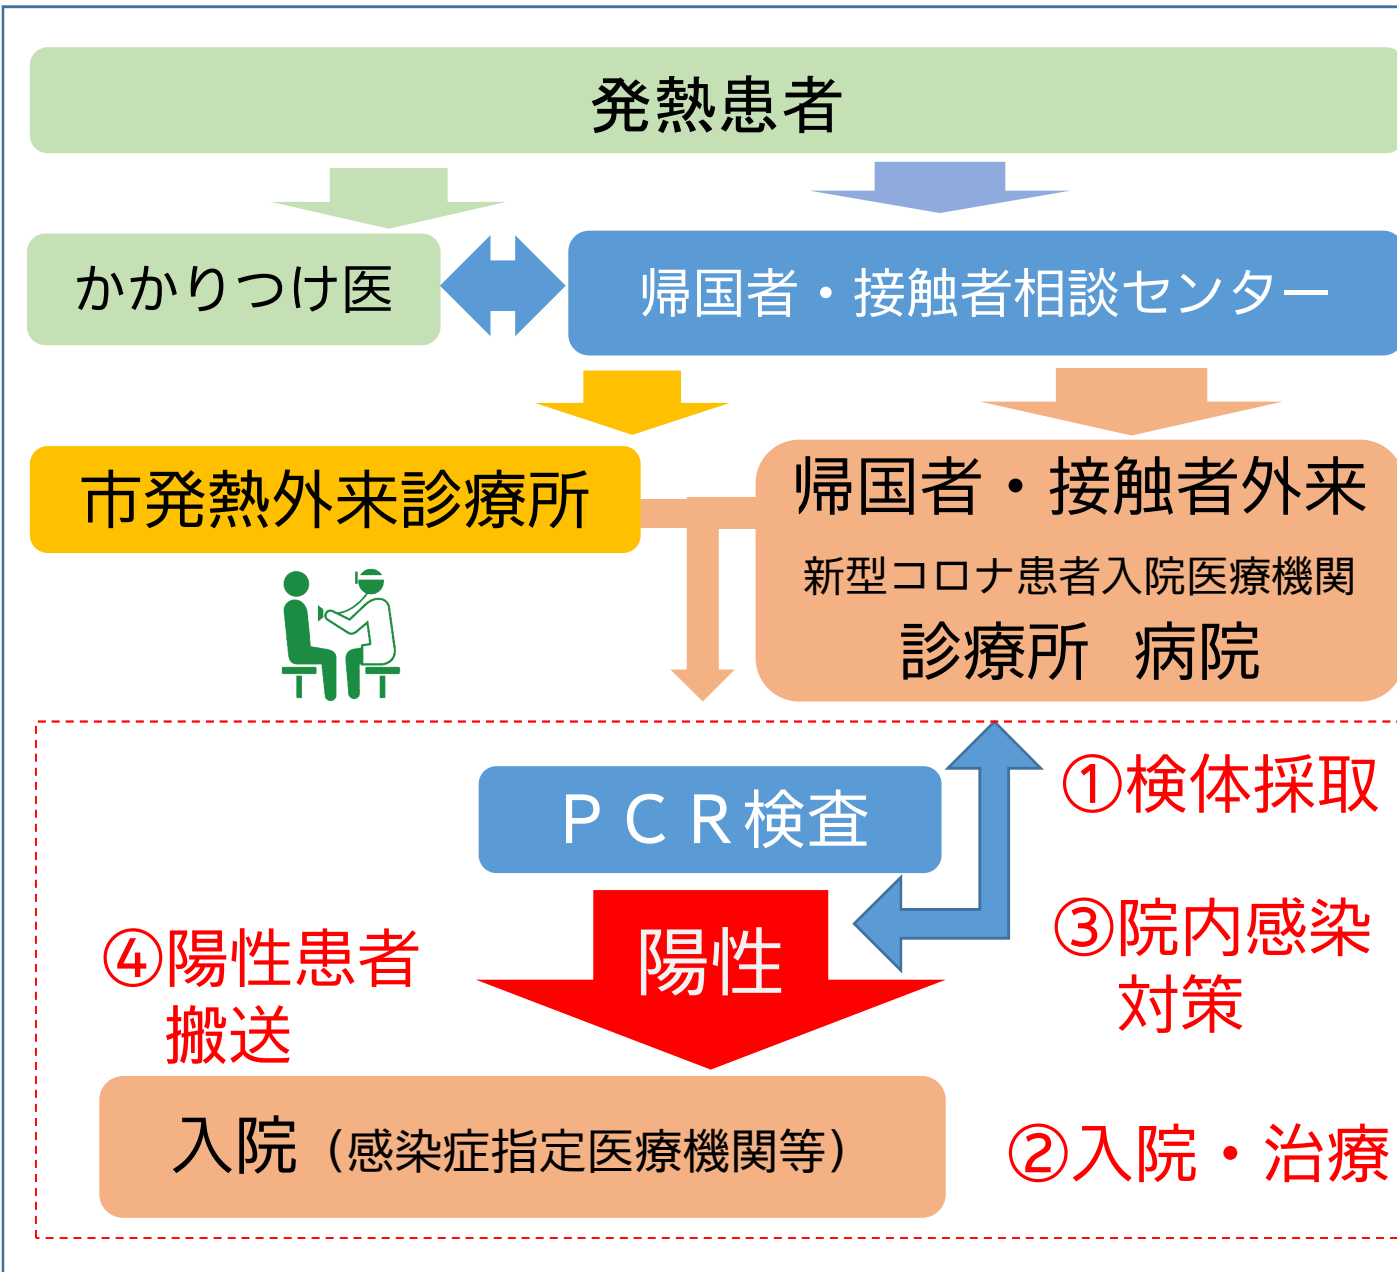 発熱患者
かかりつけ医
帰国者・接触者相談センター
市発熱外来診療所
帰国者・接触者外来
新型コロナ患者入院医療機関
診療所 病院
PCR検査
①検体採取
陽性
③院内感染
対策
④陽性患者
搬送
入院（感染症指定医療機関等）
②入院・治療